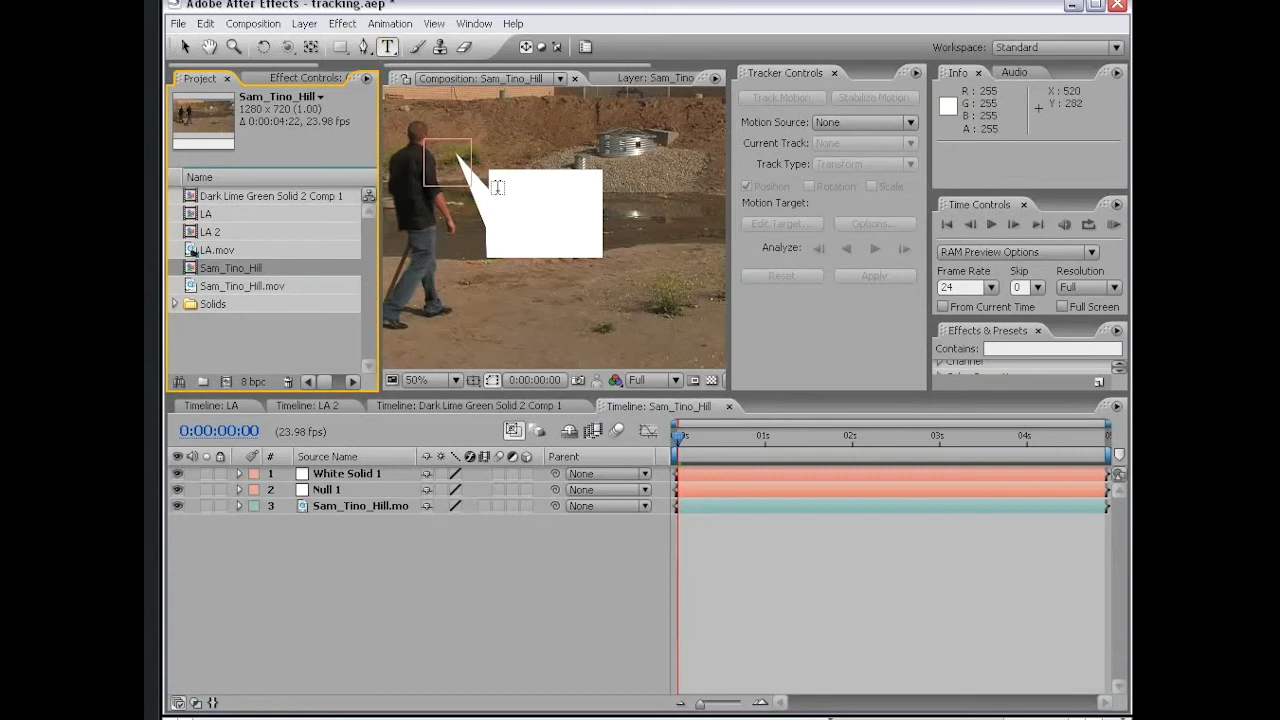 Adobe After Effects - tracking.aep *
File Edit Composition Layer Effect Animation View Window Help
T
Workspace: Standard
Project × Effect Controls:
Composition: Sam_Tino_Hill × Layer: Sam_Tino
Tracker Controls ×
Info × Audio
Sam_Tino_Hill
1280 x 720 (1.00)
Δ 0:00:04:22, 23.98 fps
R : 255
G : 255
B : 255
A : 255
X : 520
Y : 282
Track Motion Stabilize Motion
Motion Source: None
Current Track: None
Track Type: Transform
Position Rotation Scale
Motion Target:
Edit Target... Options...
Analyze:
Reset Apply
Name
Dark Lime Green Solid 2 Comp 1
LA
LA 2
LA.mov
Sam_Tino_Hill
Sam_Tino_Hill.mov
Solids
Time Controls ×
RAM Preview Options
Frame Rate Skip Resolution
24 0 Full
From Current Time Full Screen
Effects & Presets ×
Contains:
8 bpc
50% 0:00:00:00 Full
Timeline: LA Timeline: LA 2 Timeline: Dark Lime Green Solid 2 Comp 1 Timeline: Sam_Tino_Hill ×
0:00:00:00 (23.98 fps)
# Source Name Parent
0s 01s 02s 03s 04s
1 White Solid 1 None
2 Null 1 None
3 Sam_Tino_Hill.mo None